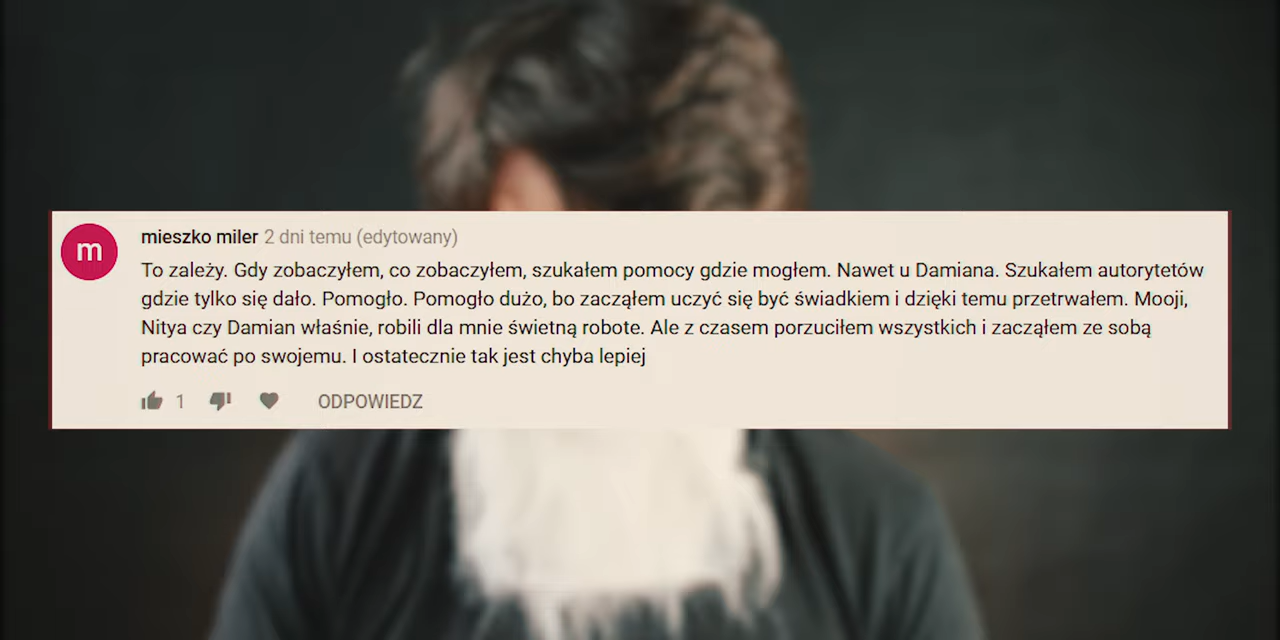 m
mieszko miler 2 dni temu (edytowany)
To zależy. Gdy zobaczyłem, co zobaczyłem, szukałem pomocy gdzie mogłem. Nawet u Damiana. Szukałem autorytetów
gdzie tylko się dało. Pomogło. Pomogło dużo, bo zacząłem uczyć się być świadkiem i dzięki temu przetrwałem. Mooji,
Nitya czy Damian właśnie, robili dla mnie świetną robote. Ale z czasem porzuciłem wszystkich i zacząłem ze sobą
pracować po swojemu. I ostatecznie tak jest chyba lepiej
1 ODPOWIEDZ